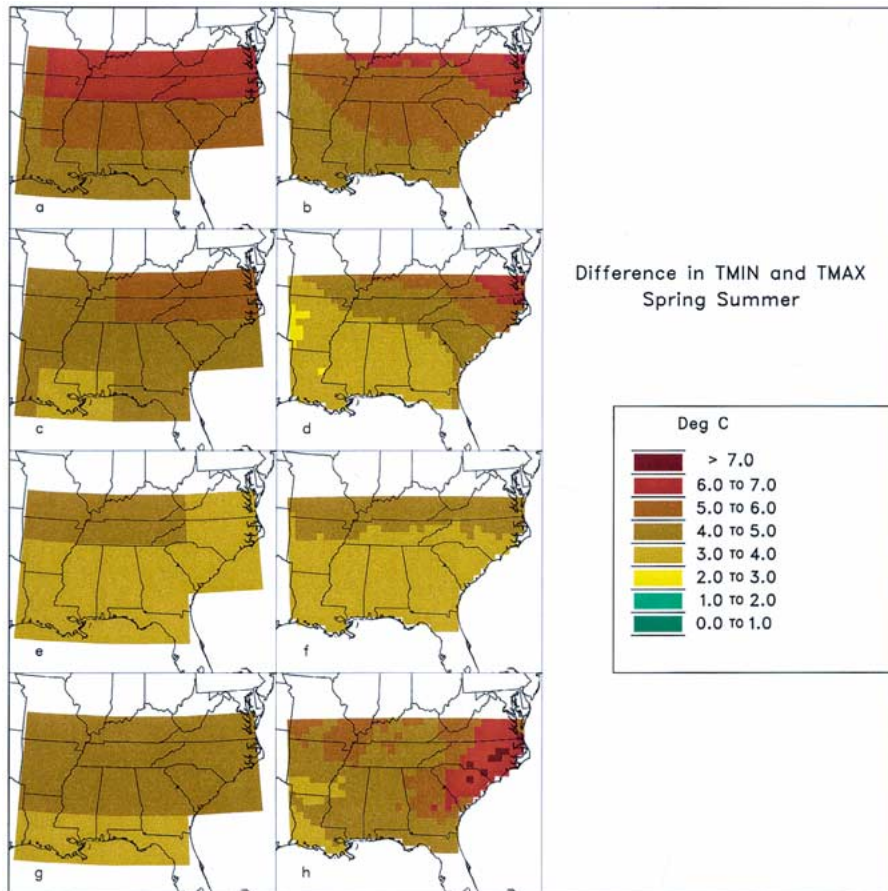 a
b
Difference in TMIN and TMAX
Spring Summer
c
d
Deg C
> 7.0
6.0 TO 7.0
5.0 TO 6.0
4.0 TO 5.0
3.0 TO 4.0
2.0 TO 3.0
1.0 TO 2.0
0.0 TO 1.0
e
f
g
h